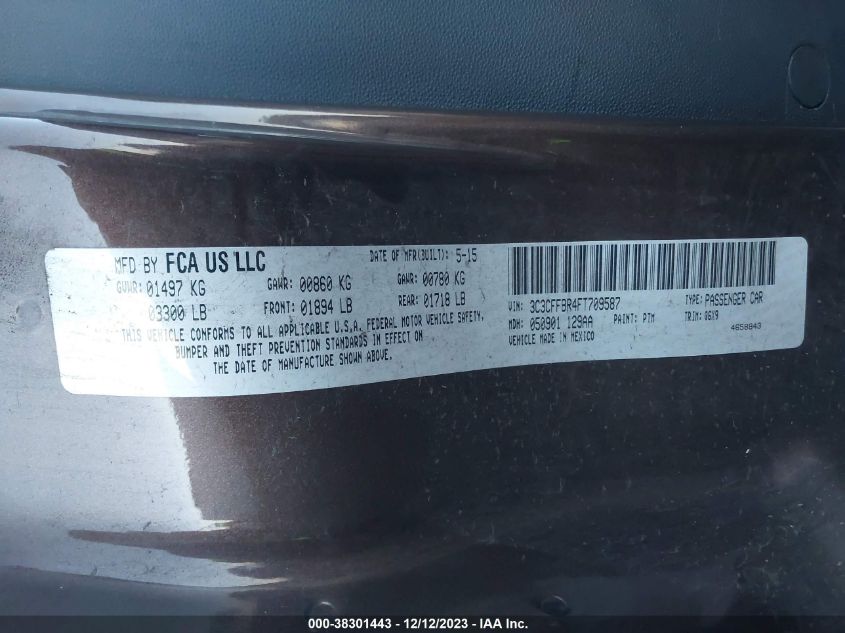 MFD BY FCA US LLC DATE OF MFR(BUILT): 5-15
GVWR: 01497 KG GAWR: 00860 KG GAWR: 00780 KG
03300 LB FRONT: 01894 LB REAR: 01718 LB
THIS VEHICLE CONFORMS TO ALL APPLICABLE U.S.A. FEDERAL MOTOR VEHICLE SAFETY,
BUMPER AND THEFT PREVENTION STANDARDS IN EFFECT ON
THE DATE OF MANUFACTURE SHOWN ABOVE.
VIN: 3C3CFFBR4FT709587 TYPE: PASSENGER CAR
MDH: 050901 129AA PAINT: PTM TRIM: O6X9
VEHICLE MADE IN MEXICO 4658843
000-38301443 - 12/12/2023 - IAA Inc.